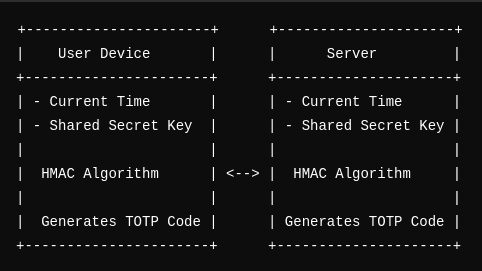 +----------------------+      +---------------------+
|    User Device       |      |      Server         |
+----------------------+      +---------------------+
| - Current Time       |      | - Current Time      |
| - Shared Secret Key  |      | - Shared Secret Key |
|                      |      |                     |
|  HMAC Algorithm      | <--> |  HMAC Algorithm     |
|                      |      |                     |
|  Generates TOTP Code |      | Generates TOTP Code |
+----------------------+      +---------------------+